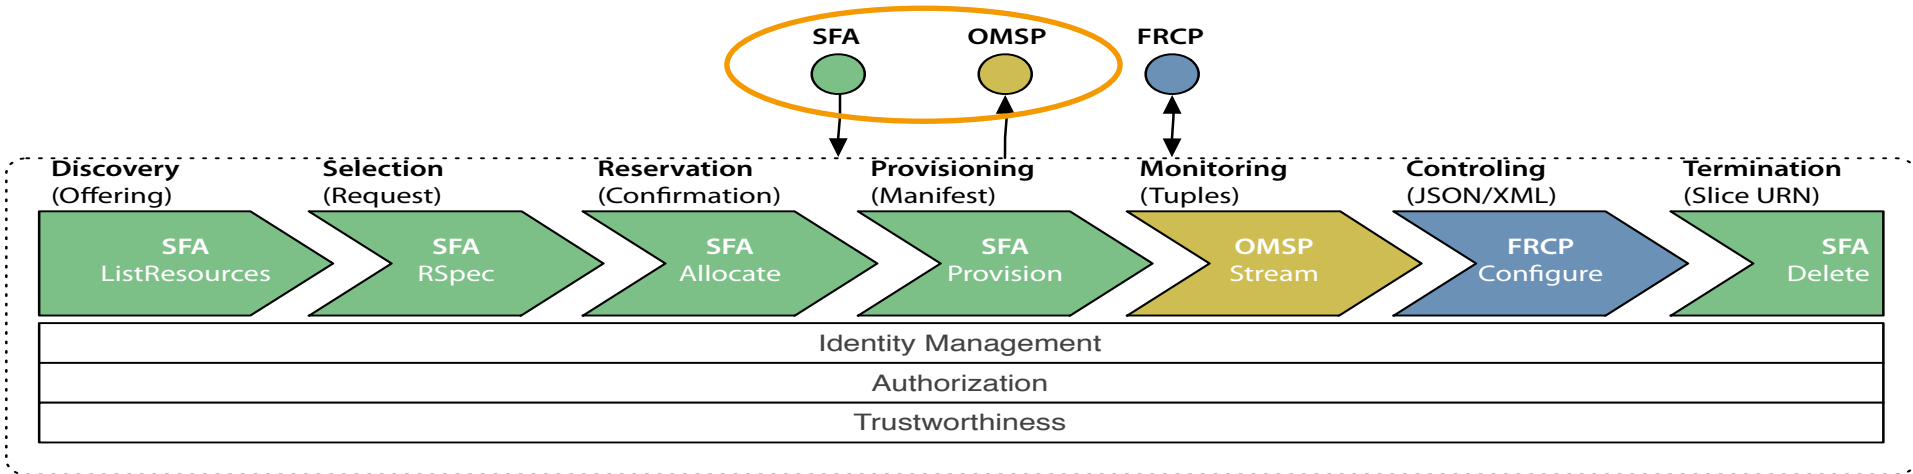 SFA
OMSP
FRCP
Discovery
(Offering)
Selection
(Request)
Reservation
(Confirmation)
Provisioning
(Manifest)
Monitoring
(Tuples)
Controling
(JSON/XML)
Termination
(Slice URN)
SFA
ListResources
SFA
RSpec
SFA
Allocate
SFA
Provision
OMSP
Stream
FRCP
Configure
SFA
Delete
Identity Management
Authorization
Trustworthiness